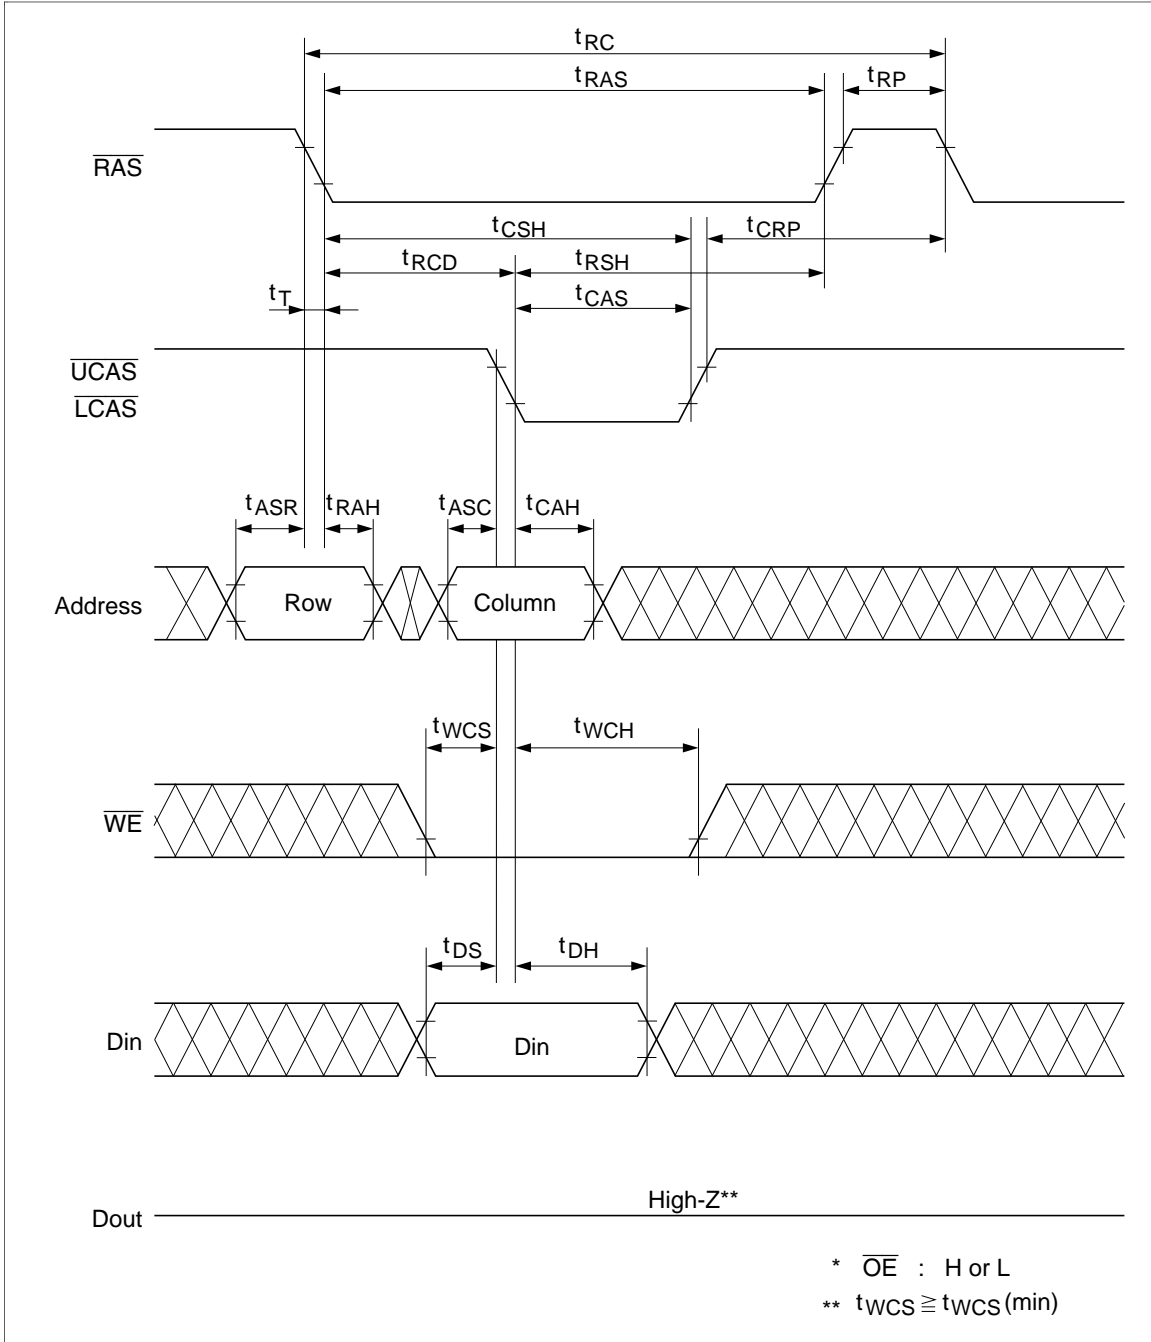 tRC
tRAS
tRP
RAS
tCSH
tCRP
tRCD
tRSH
tT
tCAS
UCAS
LCAS
tASR
tRAH
tASC
tCAH
Address
Row
Column
tWCS
tWCH
WE
tDS
tDH
Din
Din
High-Z**
Dout
* OE : H or L
** tWCS ≧ tWCS(min)